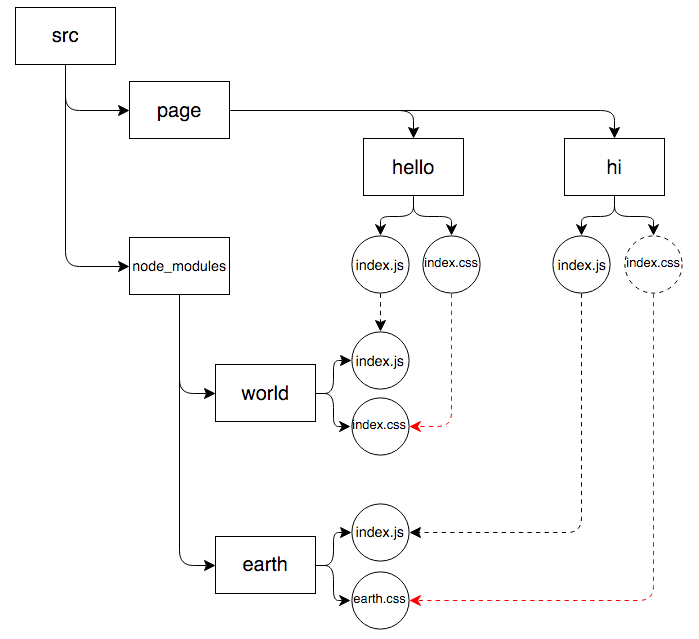 src
page
hello
hi
node_modules
index.js
index.css
index.js
index.css
world
index.js
index.css
earth
index.js
earth.css